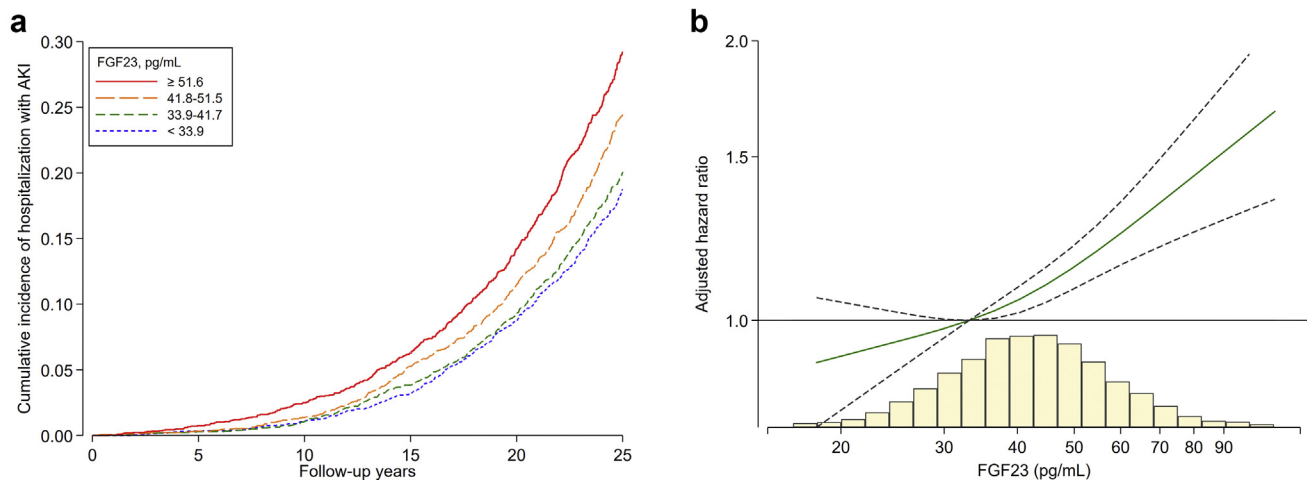 a
Cumulative incidence of hospitalization with AKI
0.30
0.25
0.20
0.15
0.10
0.05
0.00
FGF23, pg/mL
≥ 51.6
41.8-51.5
33.9-41.7
< 33.9
0 5 10 15 20 25
Follow-up years
b
Adjusted hazard ratio
2.0
1.5
1.0
20 30 40 50 60 70 80 90
FGF23 (pg/mL)